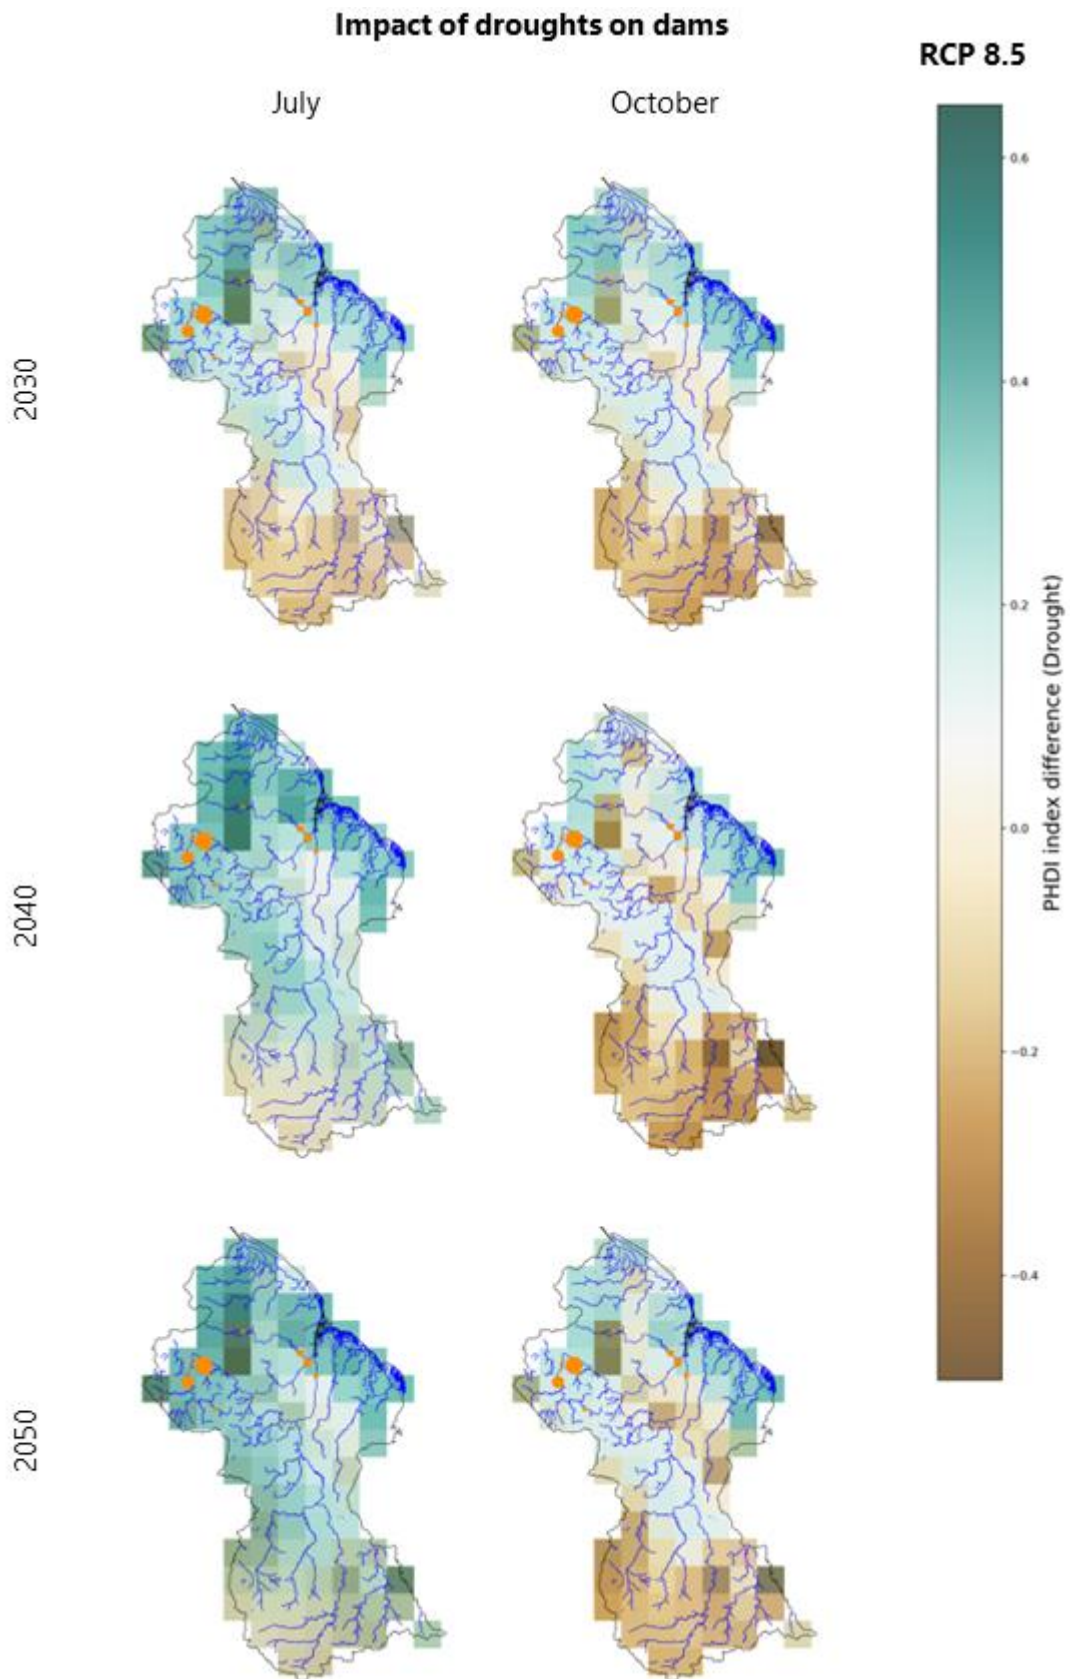 Impact of droughts on dams
RCP 8.5
July
October
2030
2040
2050
0.6
0.4
0.2
0.0
−0.2
−0.4
PHDI index difference (Drought)